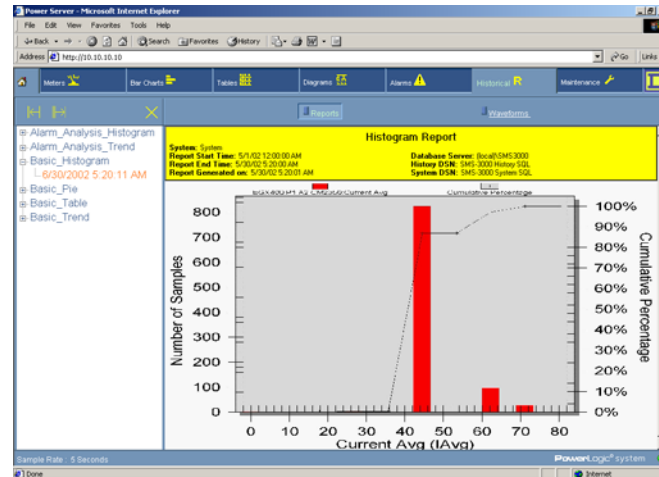 Power Server - Microsoft Internet Explorer
File Edit View Favorites Tools Help
Back Search Favorites History
Address http://10.10.10.10 Go Links
Meters Bar Charts Tables Diagrams Alarms Historical Maintenance
Reports Waveforms
Alarm_Analysis_Histogram
Alarm_Analysis_Trend
Basic_Histogram
6/30/2002 5:20:11 AM
Basic_Pie
Basic_Table
Basic_Trend
Histogram Report
System: System
Report Start Time: 5/1/02 12:00:00 AM
Report End Time: 5/30/02 5:20:00 AM
Report Generated on: 5/30/02 5:20:01 AM
Database Server: (local)\SMS3000
History DSN: SMS-3000 History SQL
System DSN: SMS-3000 System SQL
Current Avg
Cumulative Percentage
Number of Samples
800
700
600
500
400
300
200
100
0
0 10 20 30 40 50 60 70 80
Current Avg (IAvg)
100%
90%
80%
70%
60%
50%
40%
30%
20%
10%
0%
Cumulative Percentage
Sample Rate : 5 Seconds
PowerLogic® system
Done
Internet